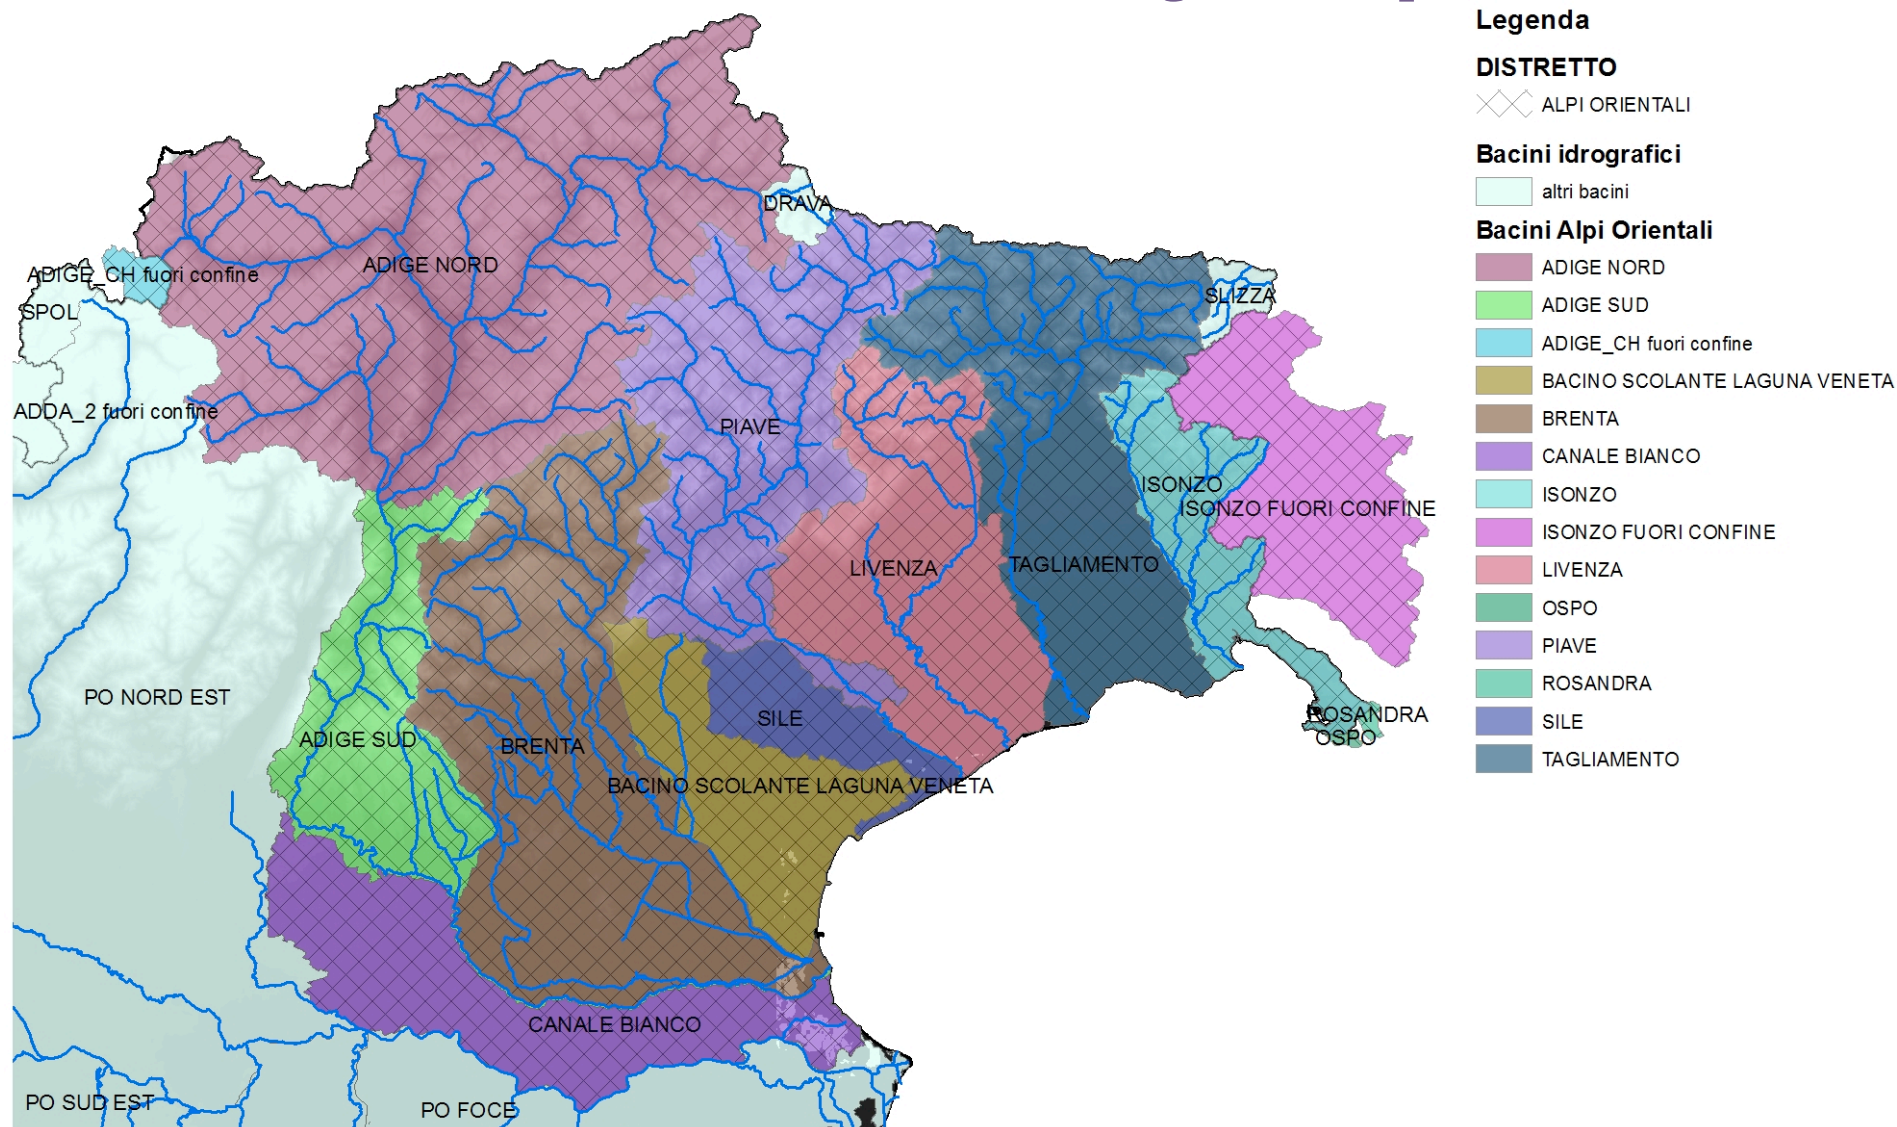 Legenda
DISTRETTO
ALPI ORIENTALI
Bacini idrografici
altri bacini
Bacini Alpi Orientali
ADIGE NORD
ADIGE SUD
ADIGE_CH fuori confine
BACINO SCOLANTE LAGUNA VENETA
BRENTA
CANALE BIANCO
ISONZO
ISONZO FUORI CONFINE
LIVENZA
OSPO
PIAVE
ROSANDRA
SILE
TAGLIAMENTO
DRAVA
ADIGE NORD
ADIGE_CH fuori confine
SPOL
SLIZZA
ADDA_2 fuori confine
PIAVE
ISONZO
ISONZO FUORI CONFINE
LIVENZA
TAGLIAMENTO
PO NORD EST
ROSANDRA
SILE
OSPO
ADIGE SUD
BRENTA
BACINO SCOLANTE LAGUNA VENETA
CANALE BIANCO
PO SUD EST
PO FOCE